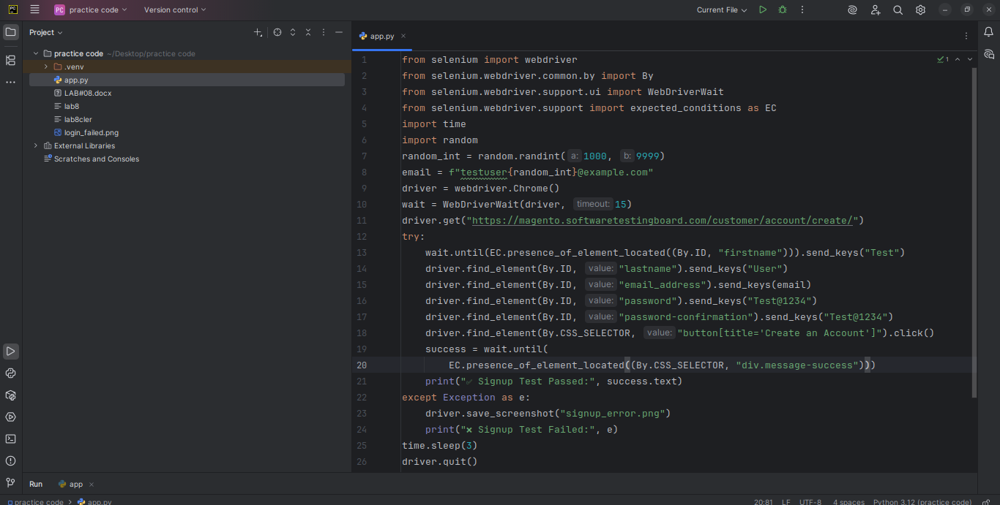 PC practice code Version control Current File
Project
practice code ~/Desktop/practice code
.venv
app.py
LAB#08.docx
lab8
lab8cler
login_failed.png
External Libraries
Scratches and Consoles
app.py
1 from selenium import webdriver
2 from selenium.webdriver.common.by import By
3 from selenium.webdriver.support.ui import WebDriverWait
4 from selenium.webdriver.support import expected_conditions as EC
5 import time
6 import random
7 random_int = random.randint( a: 1000, b: 9999)
8 email = f"testuser{random_int}@example.com"
9 driver = webdriver.Chrome()
10 wait = WebDriverWait(driver, timeout: 15)
11 driver.get("https://magento.softwaretestingboard.com/customer/account/create/")
12 try:
13 wait.until(EC.presence_of_element_located((By.ID, "firstname"))).send_keys("Test")
14 driver.find_element(By.ID, value: "lastname").send_keys("User")
15 driver.find_element(By.ID, value: "email_address").send_keys(email)
16 driver.find_element(By.ID, value: "password").send_keys("Test@1234")
17 driver.find_element(By.ID, value: "password-confirmation").send_keys("Test@1234")
18 driver.find_element(By.CSS_SELECTOR, value: "button[title='Create an Account']").click()
19 success = wait.until(
20 EC.presence_of_element_located((By.CSS_SELECTOR, "div.message-success")))
21 print("✅ Signup Test Passed:", success.text)
22 except Exception as e:
23 driver.save_screenshot("signup_error.png")
24 print("❌ Signup Test Failed:", e)
25 time.sleep(3)
26 driver.quit()
1
Run app
practice code > app.py 20:81 LF UTF-8 4 spaces Python 3.12 (practice code)